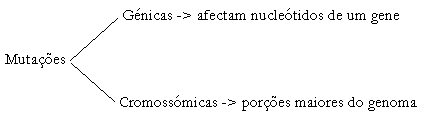 Génicas -> afectam nucleótidos de um gene
Mutações
Cromossómicas -> porções maiores do genoma